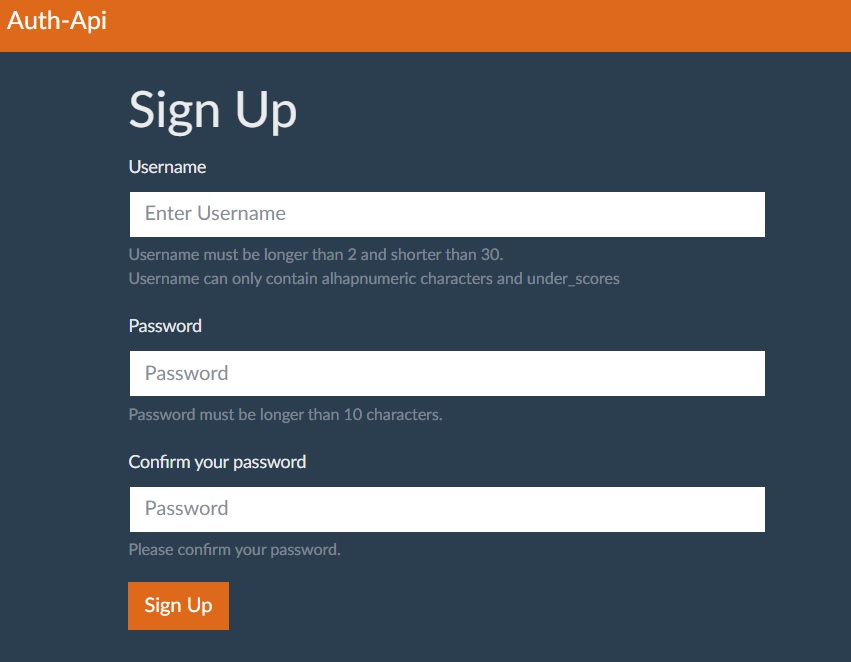 Auth-Api
Sign Up
Username
Enter Username
Username must be longer than 2 and shorter than 30.
Username can only contain alhapnumeric characters and under_scores
Password
Password
Password must be longer than 10 characters.
Confirm your password
Password
Please confirm your password.
Sign Up